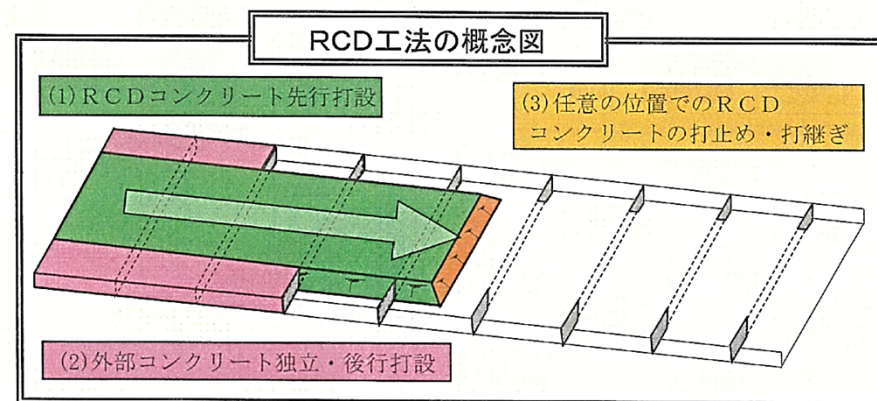 RCD工法の概念図
(1)RCDコンクリート先行打設
(3)任意の位置でのRCD
コンクリートの打止め・打継ぎ
(2)外部コンクリート独立・後行打設